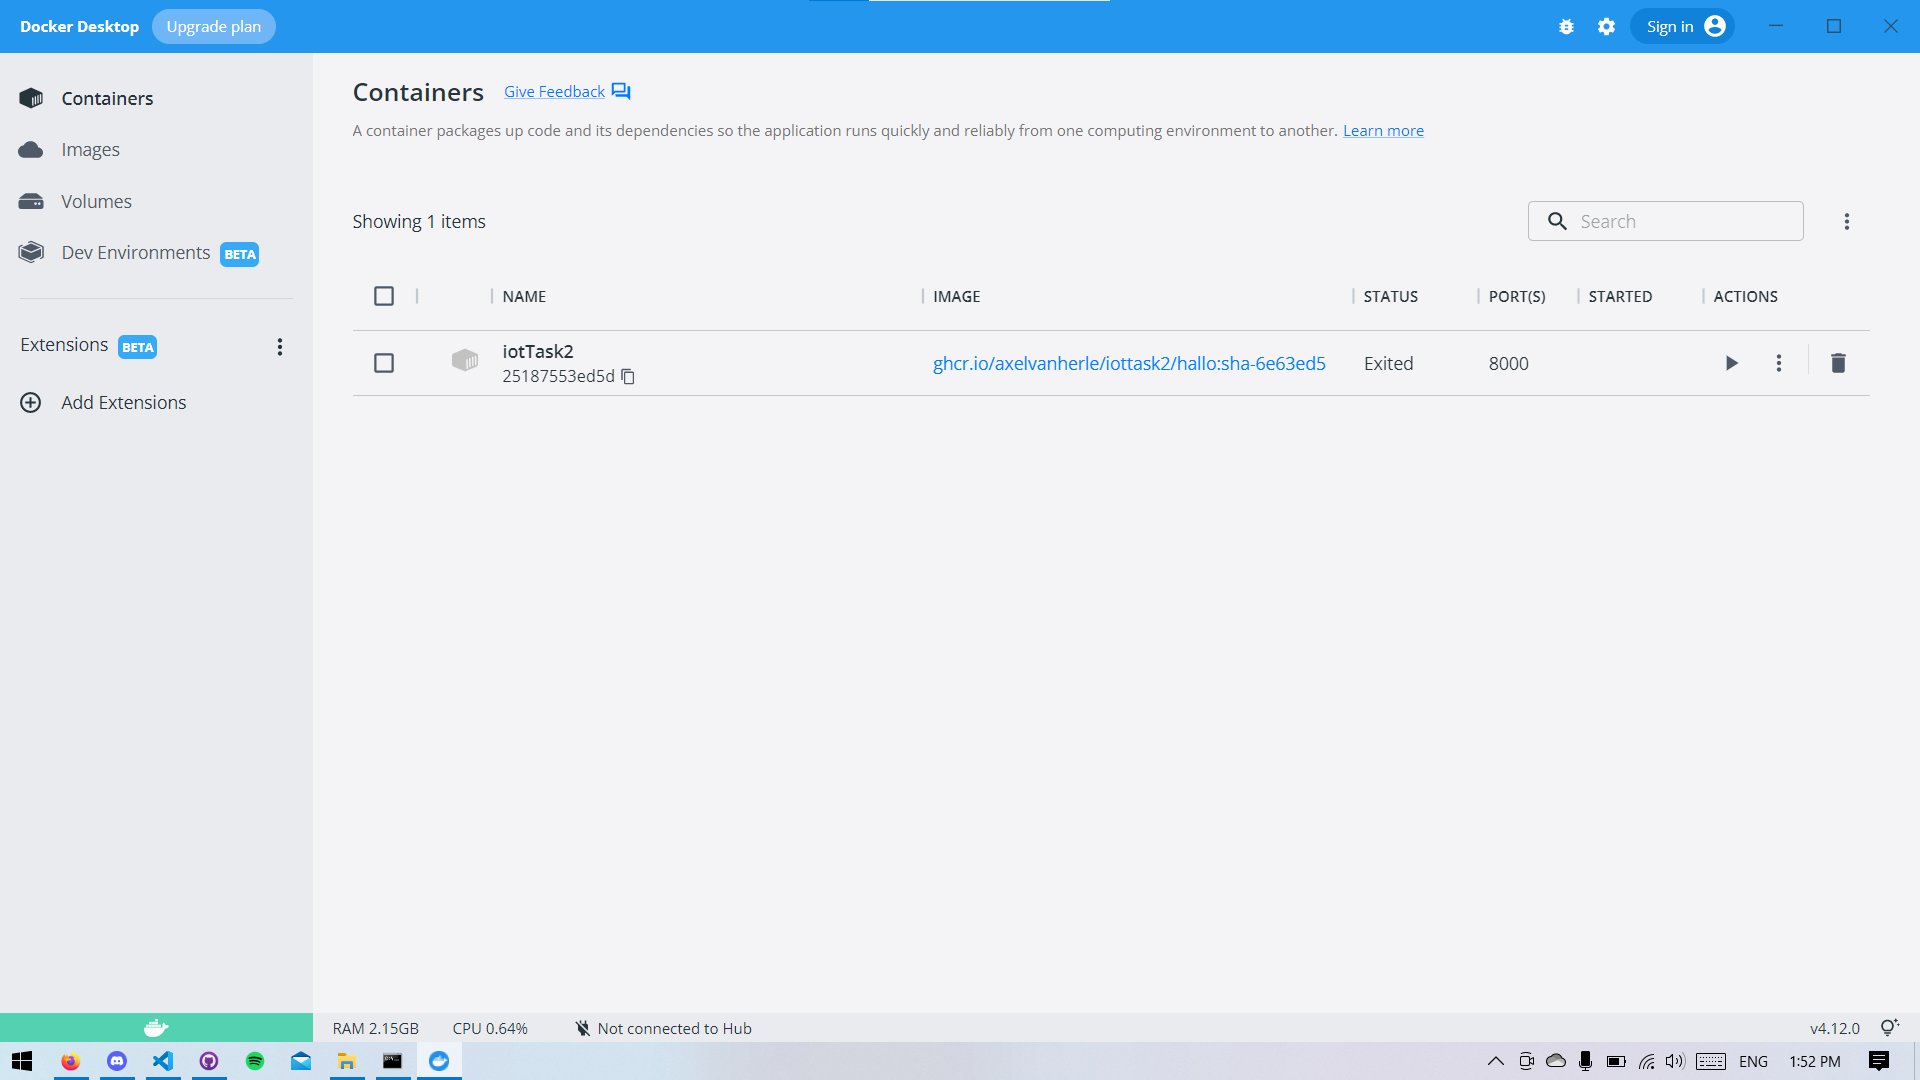 Docker Desktop Upgrade plan Sign in
Containers
Images
Volumes
Dev Environments BETA
Extensions BETA
Add Extensions
Containers Give Feedback
A container packages up code and its dependencies so the application runs quickly and reliably from one computing environment to another. Learn more
Showing 1 items Search
NAME IMAGE STATUS PORT(S) STARTED ACTIONS
iotTask2
25187553ed5d ghcr.io/axelvanherle/iottask2/hallo:sha-6e63ed5 Exited 8000
RAM 2.15GB CPU 0.64% Not connected to Hub v4.12.0
ENG 1:52 PM